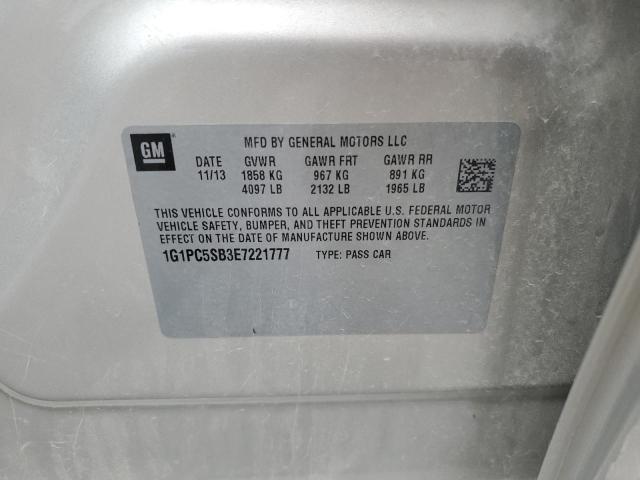 GM
MFD BY GENERAL MOTORS LLC
DATE GVWR GAWR FRT GAWR RR
11/13 1858 KG 967 KG 891 KG
4097 LB 2132 LB 1965 LB
THIS VEHICLE CONFORMS TO ALL APPLICABLE U.S. FEDERAL MOTOR
VEHICLE SAFETY, BUMPER, AND THEFT PREVENTION STANDARDS IN
EFFECT ON THE DATE OF MANUFACTURE SHOWN ABOVE.
1G1PC5SB3E7221777 TYPE: PASS CAR